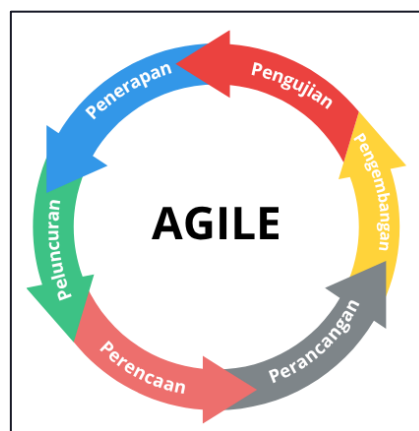 Penerapan
Pengujian
Pengembangan
Peluncuran
AGILE
Perencaan
Perancangan